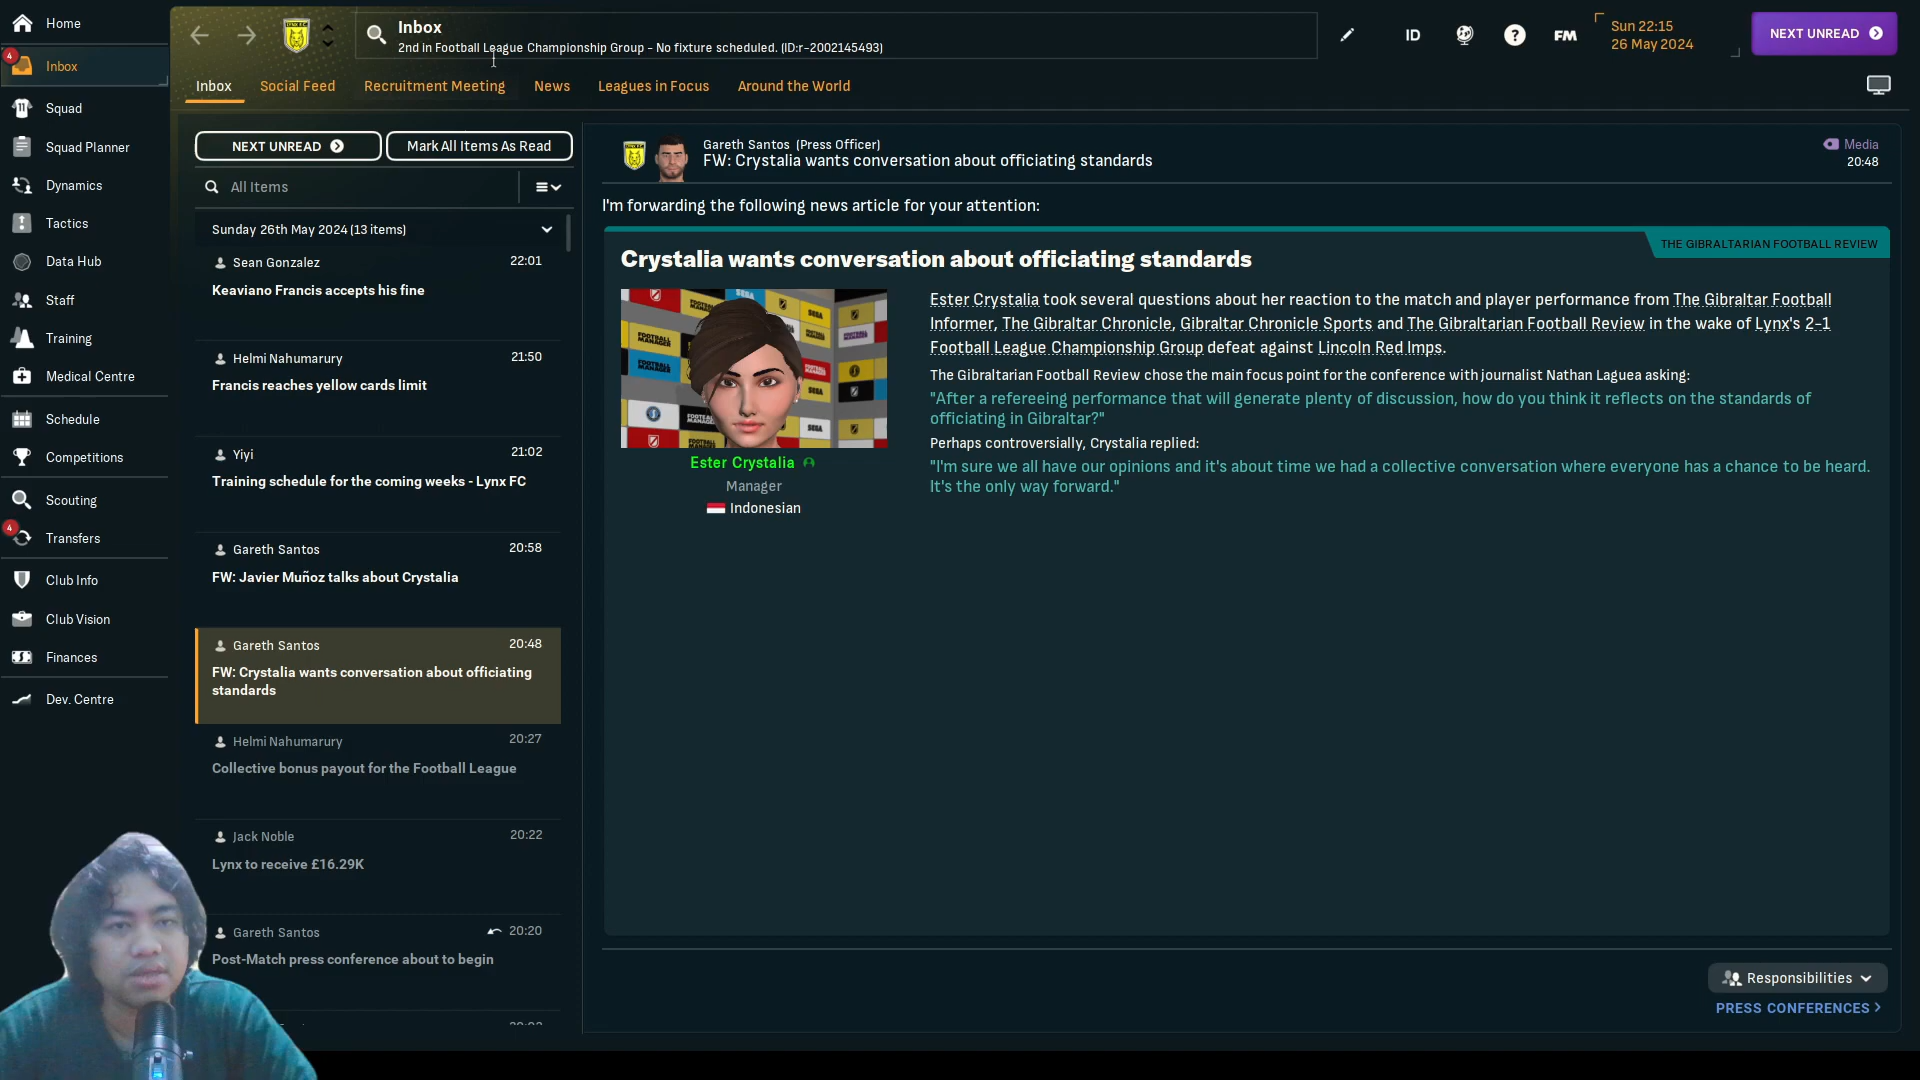 Home
4
Inbox
Squad
Squad Planner
Dynamics
Tactics
Data Hub
Staff
Training
Medical Centre
Schedule
Competitions
Scouting
4
Transfers
Club Info
Club Vision
Finances
Dev. Centre
Inbox
2nd in Football League Championship Group - No fixture scheduled. (ID:r-2002145493)
ID
?
FM
Sun 22:15
26 May 2024
NEXT UNREAD
Inbox
Social Feed
Recruitment Meeting
News
Leagues in Focus
Around the World
NEXT UNREAD
Mark All Items As Read
All Items
Sunday 26th May 2024 (13 items)
Sean Gonzalez 22:01
Keaviano Francis accepts his fine
Helmi Nahumarury 21:50
Francis reaches yellow cards limit
Yiyi 21:02
Training schedule for the coming weeks - Lynx FC
Gareth Santos 20:58
FW: Javier Muñoz talks about Crystalia
Gareth Santos 20:48
FW: Crystalia wants conversation about officiating
standards
Helmi Nahumarury 20:27
Collective bonus payout for the Football League
Jack Noble 20:22
Lynx to receive £16.29K
Gareth Santos 20:20
Post-Match press conference about to begin
Gareth Santos (Press Officer)
FW: Crystalia wants conversation about officiating standards
Media
20:48
I'm forwarding the following news article for your attention:
THE GIBRALTARIAN FOOTBALL REVIEW
Crystalia wants conversation about officiating standards
Ester Crystalia
Manager
Indonesian
Ester Crystalia took several questions about her reaction to the match and player performance from The Gibraltar Football
Informer, The Gibraltar Chronicle, Gibraltar Chronicle Sports and The Gibraltarian Football Review in the wake of Lynx's 2-1
Football League Championship Group defeat against Lincoln Red Imps.
The Gibraltarian Football Review chose the main focus point for the conference with journalist Nathan Laguea asking:
"After a refereeing performance that will generate plenty of discussion, how do you think it reflects on the standards of
officiating in Gibraltar?"
Perhaps controversially, Crystalia replied:
"I'm sure we all have our opinions and it's about time we had a collective conversation where everyone has a chance to be heard.
It's the only way forward."
Responsibilities
PRESS CONFERENCES